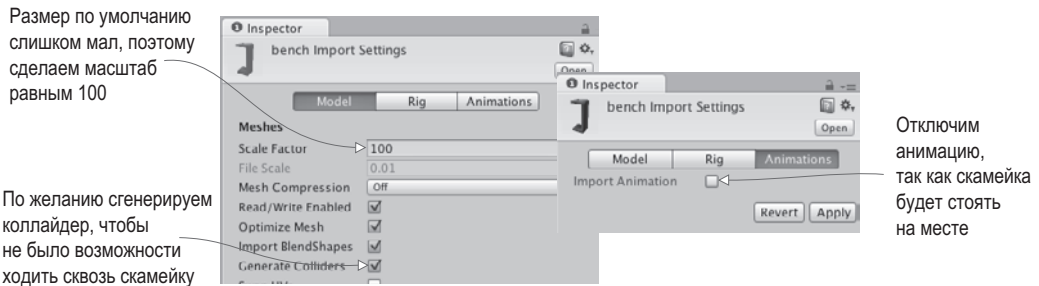 Размер по умолчанию
слишком мал, поэтому
сделаем масштаб
равным 100
По желанию сгенерируем
коллайдер, чтобы
не было возможности
ходить сквозь скамейку
Inspector
bench Import Settings
Open
Model Rig Animations
Meshes
Scale Factor 100
File Scale 0.01
Mesh Compression Off
Read/Write Enabled
Optimize Mesh
Import BlendShapes
Generate Colliders
Inspector
bench Import Settings
Open
Model Rig Animations
Import Animation
Revert Apply
Отключим
анимацию,
так как скамейка
будет стоять
на месте